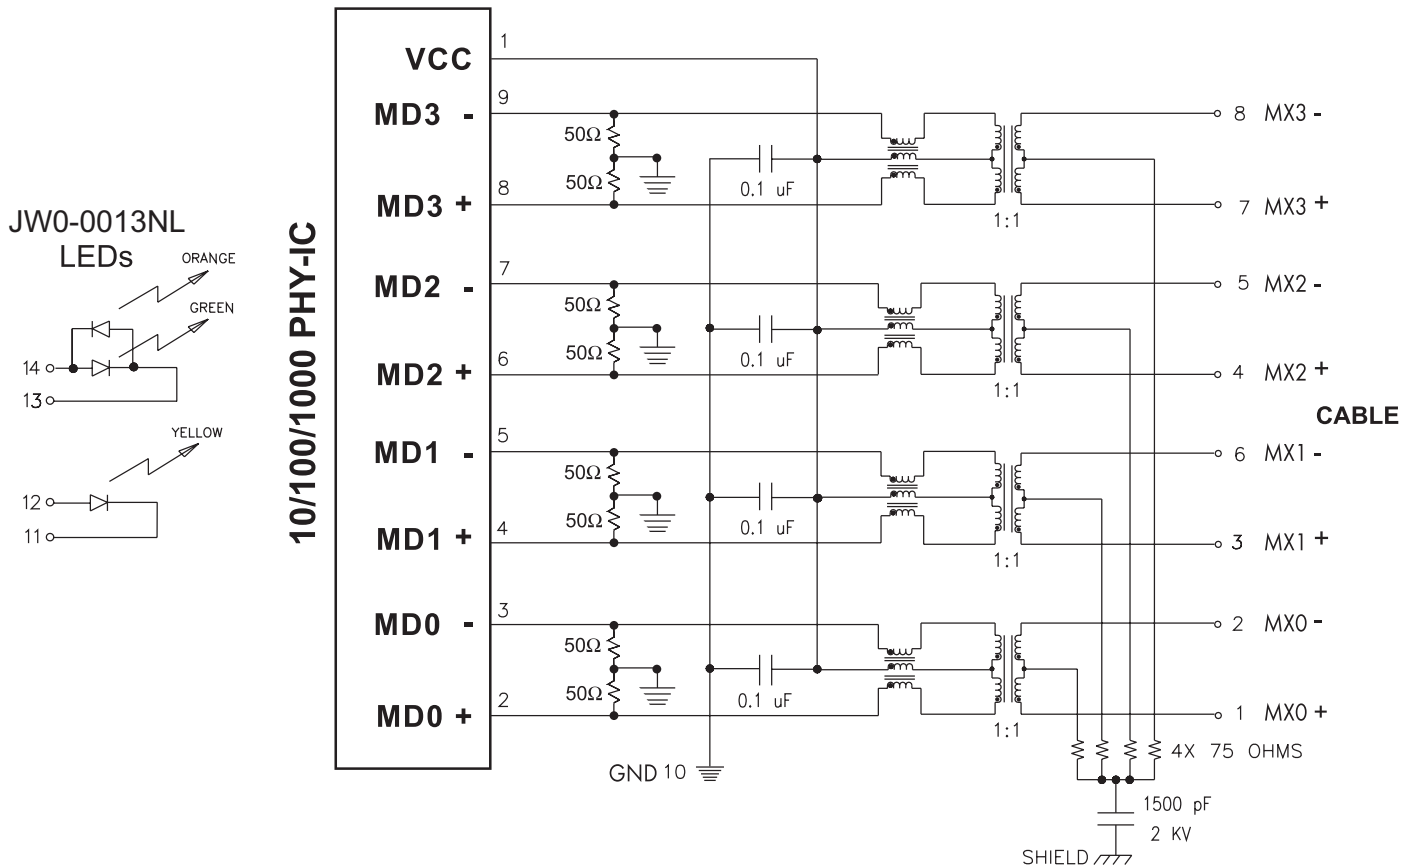 JW0-0013NL
LEDs
ORANGE
GREEN
14
13
YELLOW
12
11
10/100/1000 PHY-IC
VCC
1
MD3 -
9
50Ω
50Ω
8
MD3 +
0.1 uF
1:1
8 MX3 -
7 MX3 +
7
MD2 -
50Ω
50Ω
6
MD2 +
0.1 uF
1:1
5 MX2 -
4 MX2 +
CABLE
5
MD1 -
50Ω
50Ω
4
MD1 +
0.1 uF
1:1
6 MX1 -
3 MX1 +
3
MD0 -
50Ω
50Ω
2
MD0 +
0.1 uF
1:1
2 MX0 -
1 MX0 +
4X 75 OHMS
GND 10
1500 pF
2 KV
SHIELD